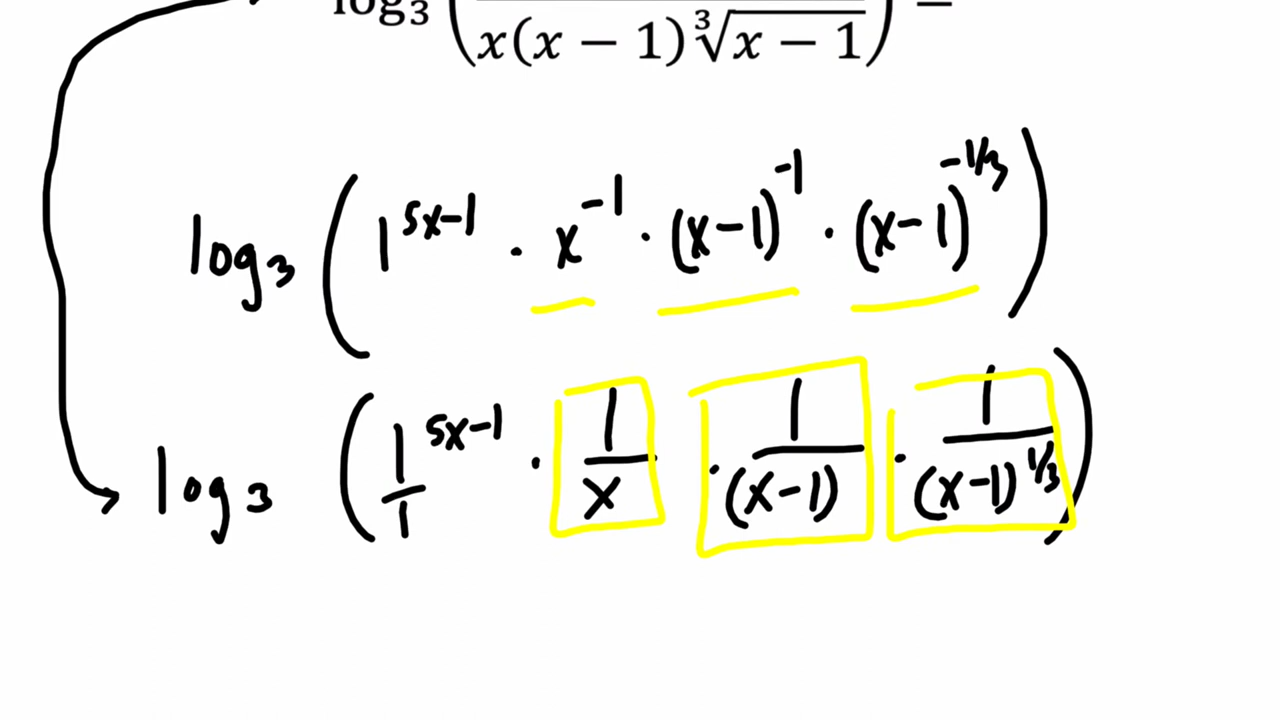 log₃ ( / x(x − 1)∛(x − 1) ) =
log₃ (1^(5x−1) · x^(−1) · (x−1)^(−1) · (x−1)^(−1/3))
log₃ (1/1^(5x−1) · 1/x · 1/(x−1) · 1/(x−1)^(1/3))